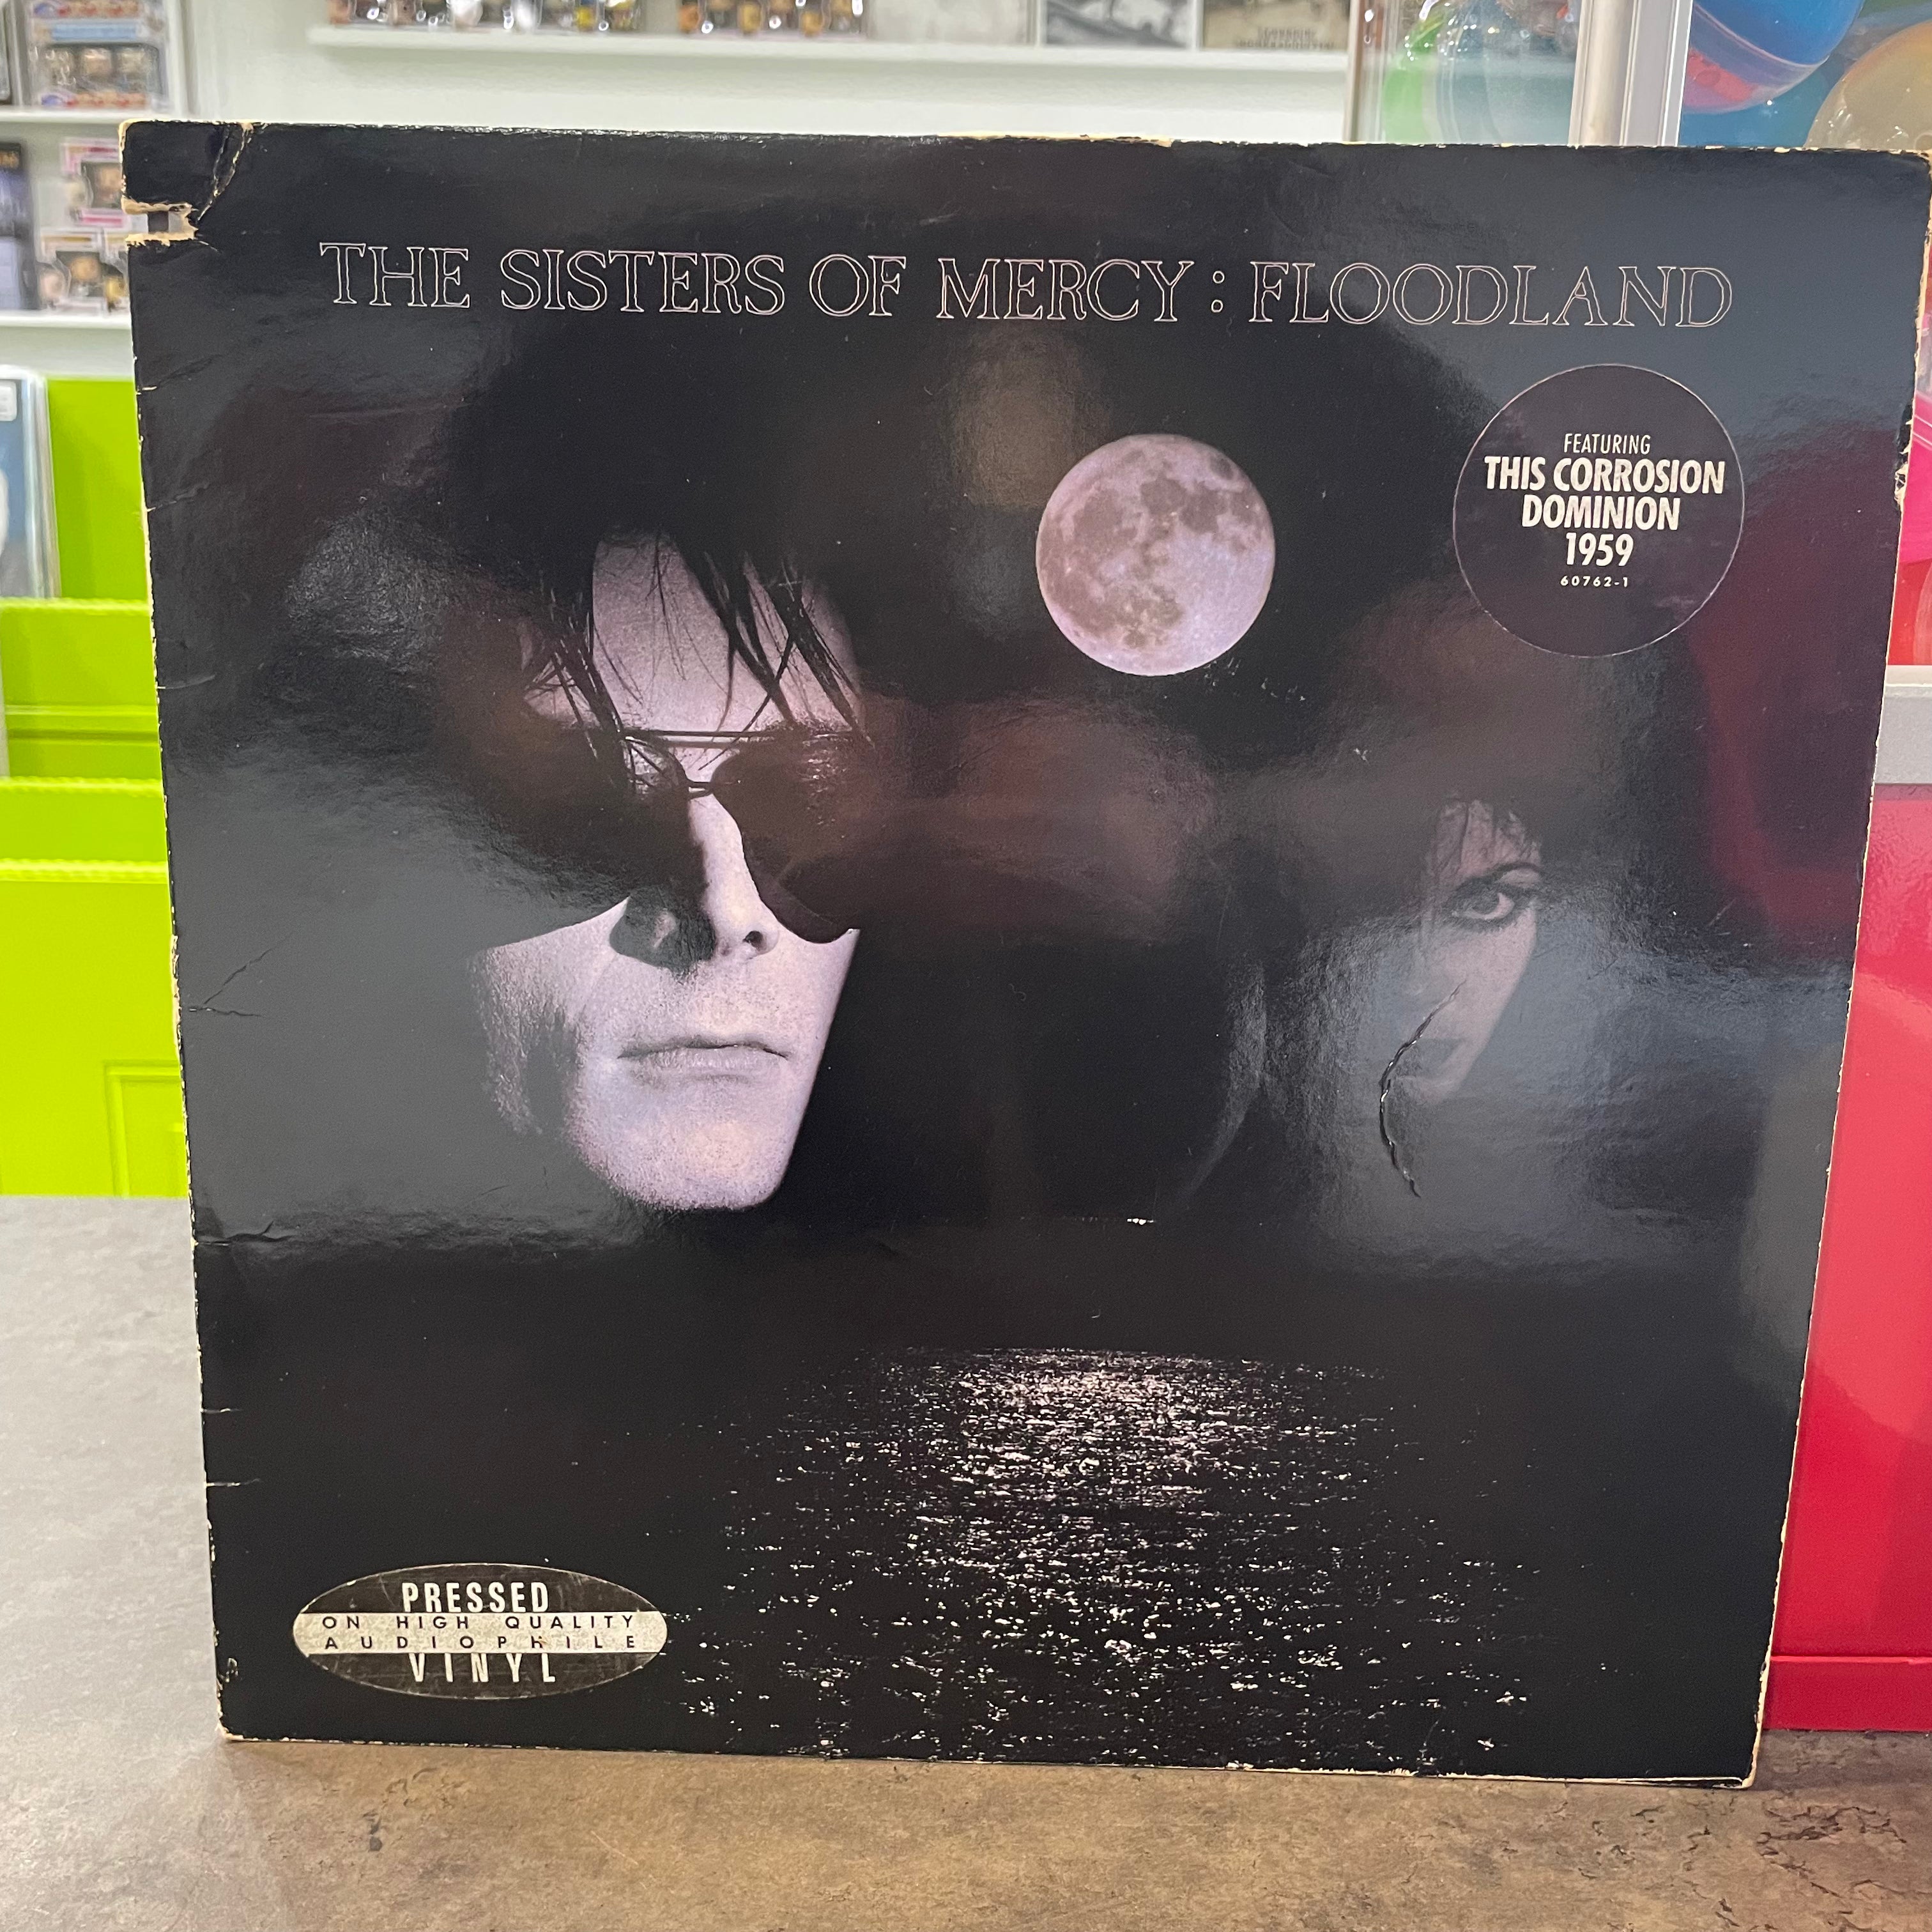 THE SISTERS OF MERCY : FLOODLAND
FEATURING
THIS CORROSION
DOMINION
1959
60762-1
PRESSED
ON HIGH QUALITY
AUDIOPHILE
VINYL